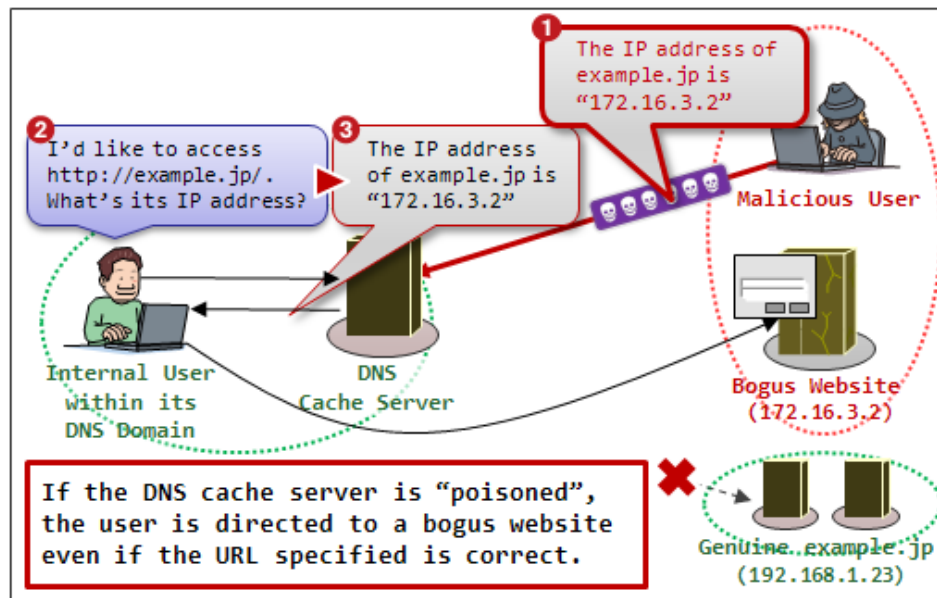 1
The IP address of
example.jp is
“172.16.3.2”
2
I’d like to access
http://example.jp/.
What’s its IP address?
3
The IP address
of example.jp is
“172.16.3.2”
Malicious User
Internal User
within its
DNS Domain
DNS
Cache Server
Bogus Website
(172.16.3.2)
If the DNS cache server is “poisoned”,
the user is directed to a bogus website
even if the URL specified is correct.
Genuine example.jp
(192.168.1.23)